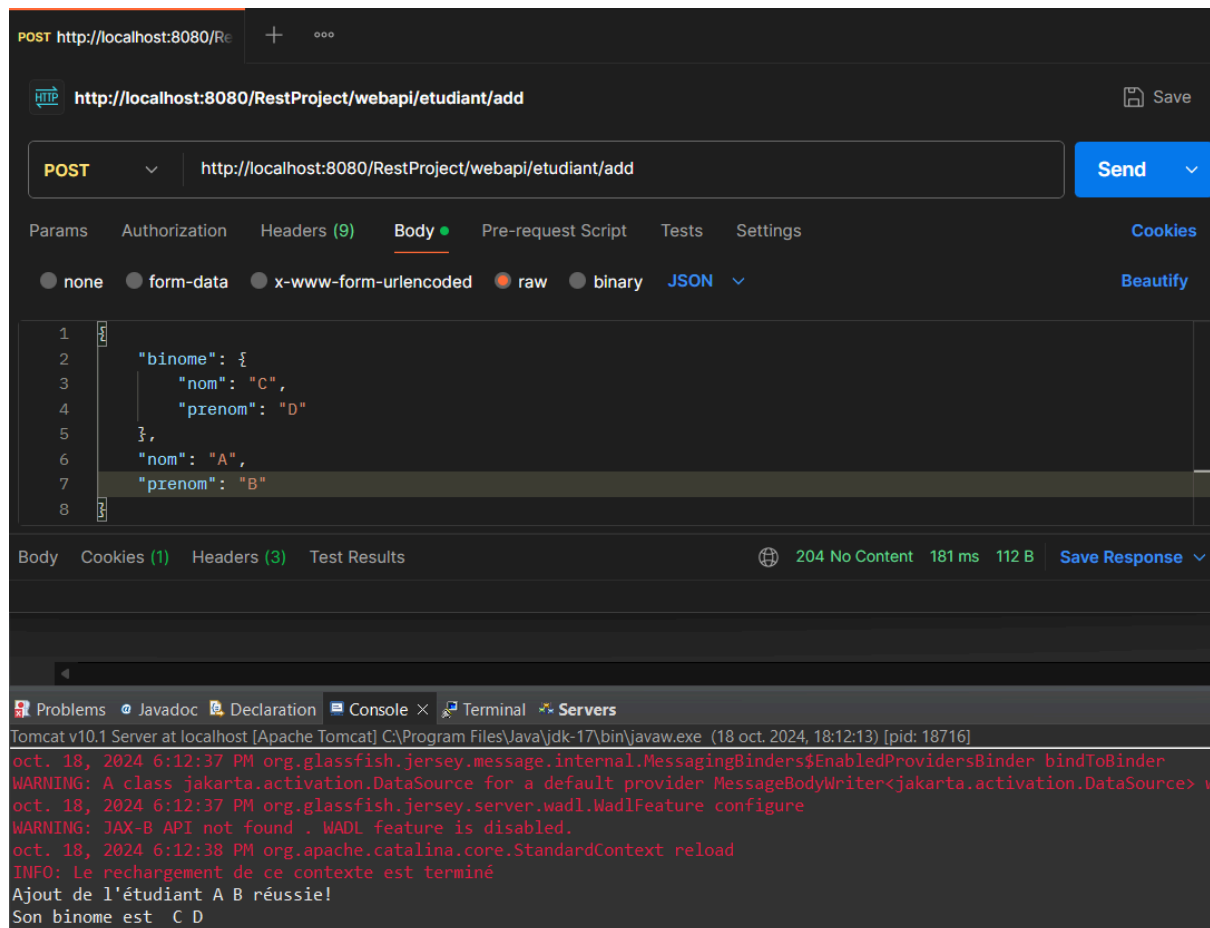 POST http://localhost:8080/Re
HTTP http://localhost:8080/RestProject/webapi/etudiant/add Save
POST http://localhost:8080/RestProject/webapi/etudiant/add Send
Params Authorization Headers (9) Body Pre-request Script Tests Settings Cookies
none form-data x-www-form-urlencoded raw binary JSON Beautify
1 {
2 "binome": {
3 "nom": "C",
4 "prenom": "D"
5 },
6 "nom": "A",
7 "prenom": "B"
8 }
Body Cookies (1) Headers (3) Test Results 204 No Content 181 ms 112 B Save Response
Problems Javadoc Declaration Console Terminal Servers
Tomcat v10.1 Server at localhost [Apache Tomcat] C:\Program Files\Java\jdk-17\bin\javaw.exe (18 oct. 2024, 18:12:13) [pid: 18716]
oct. 18, 2024 6:12:37 PM org.glassfish.jersey.message.internal.MessagingBinders$EnabledProvidersBinder bindToBinder
WARNING: A class jakarta.activation.DataSource for a default provider MessageBodyWriter<jakarta.activation.DataSource>
oct. 18, 2024 6:12:37 PM org.glassfish.jersey.server.wadl.WadlFeature configure
WARNING: JAX-B API not found . WADL feature is disabled.
oct. 18, 2024 6:12:38 PM org.apache.catalina.core.StandardContext reload
INFO: Le rechargement de ce contexte est terminé
Ajout de l'étudiant A B réussie!
Son binome est  C D